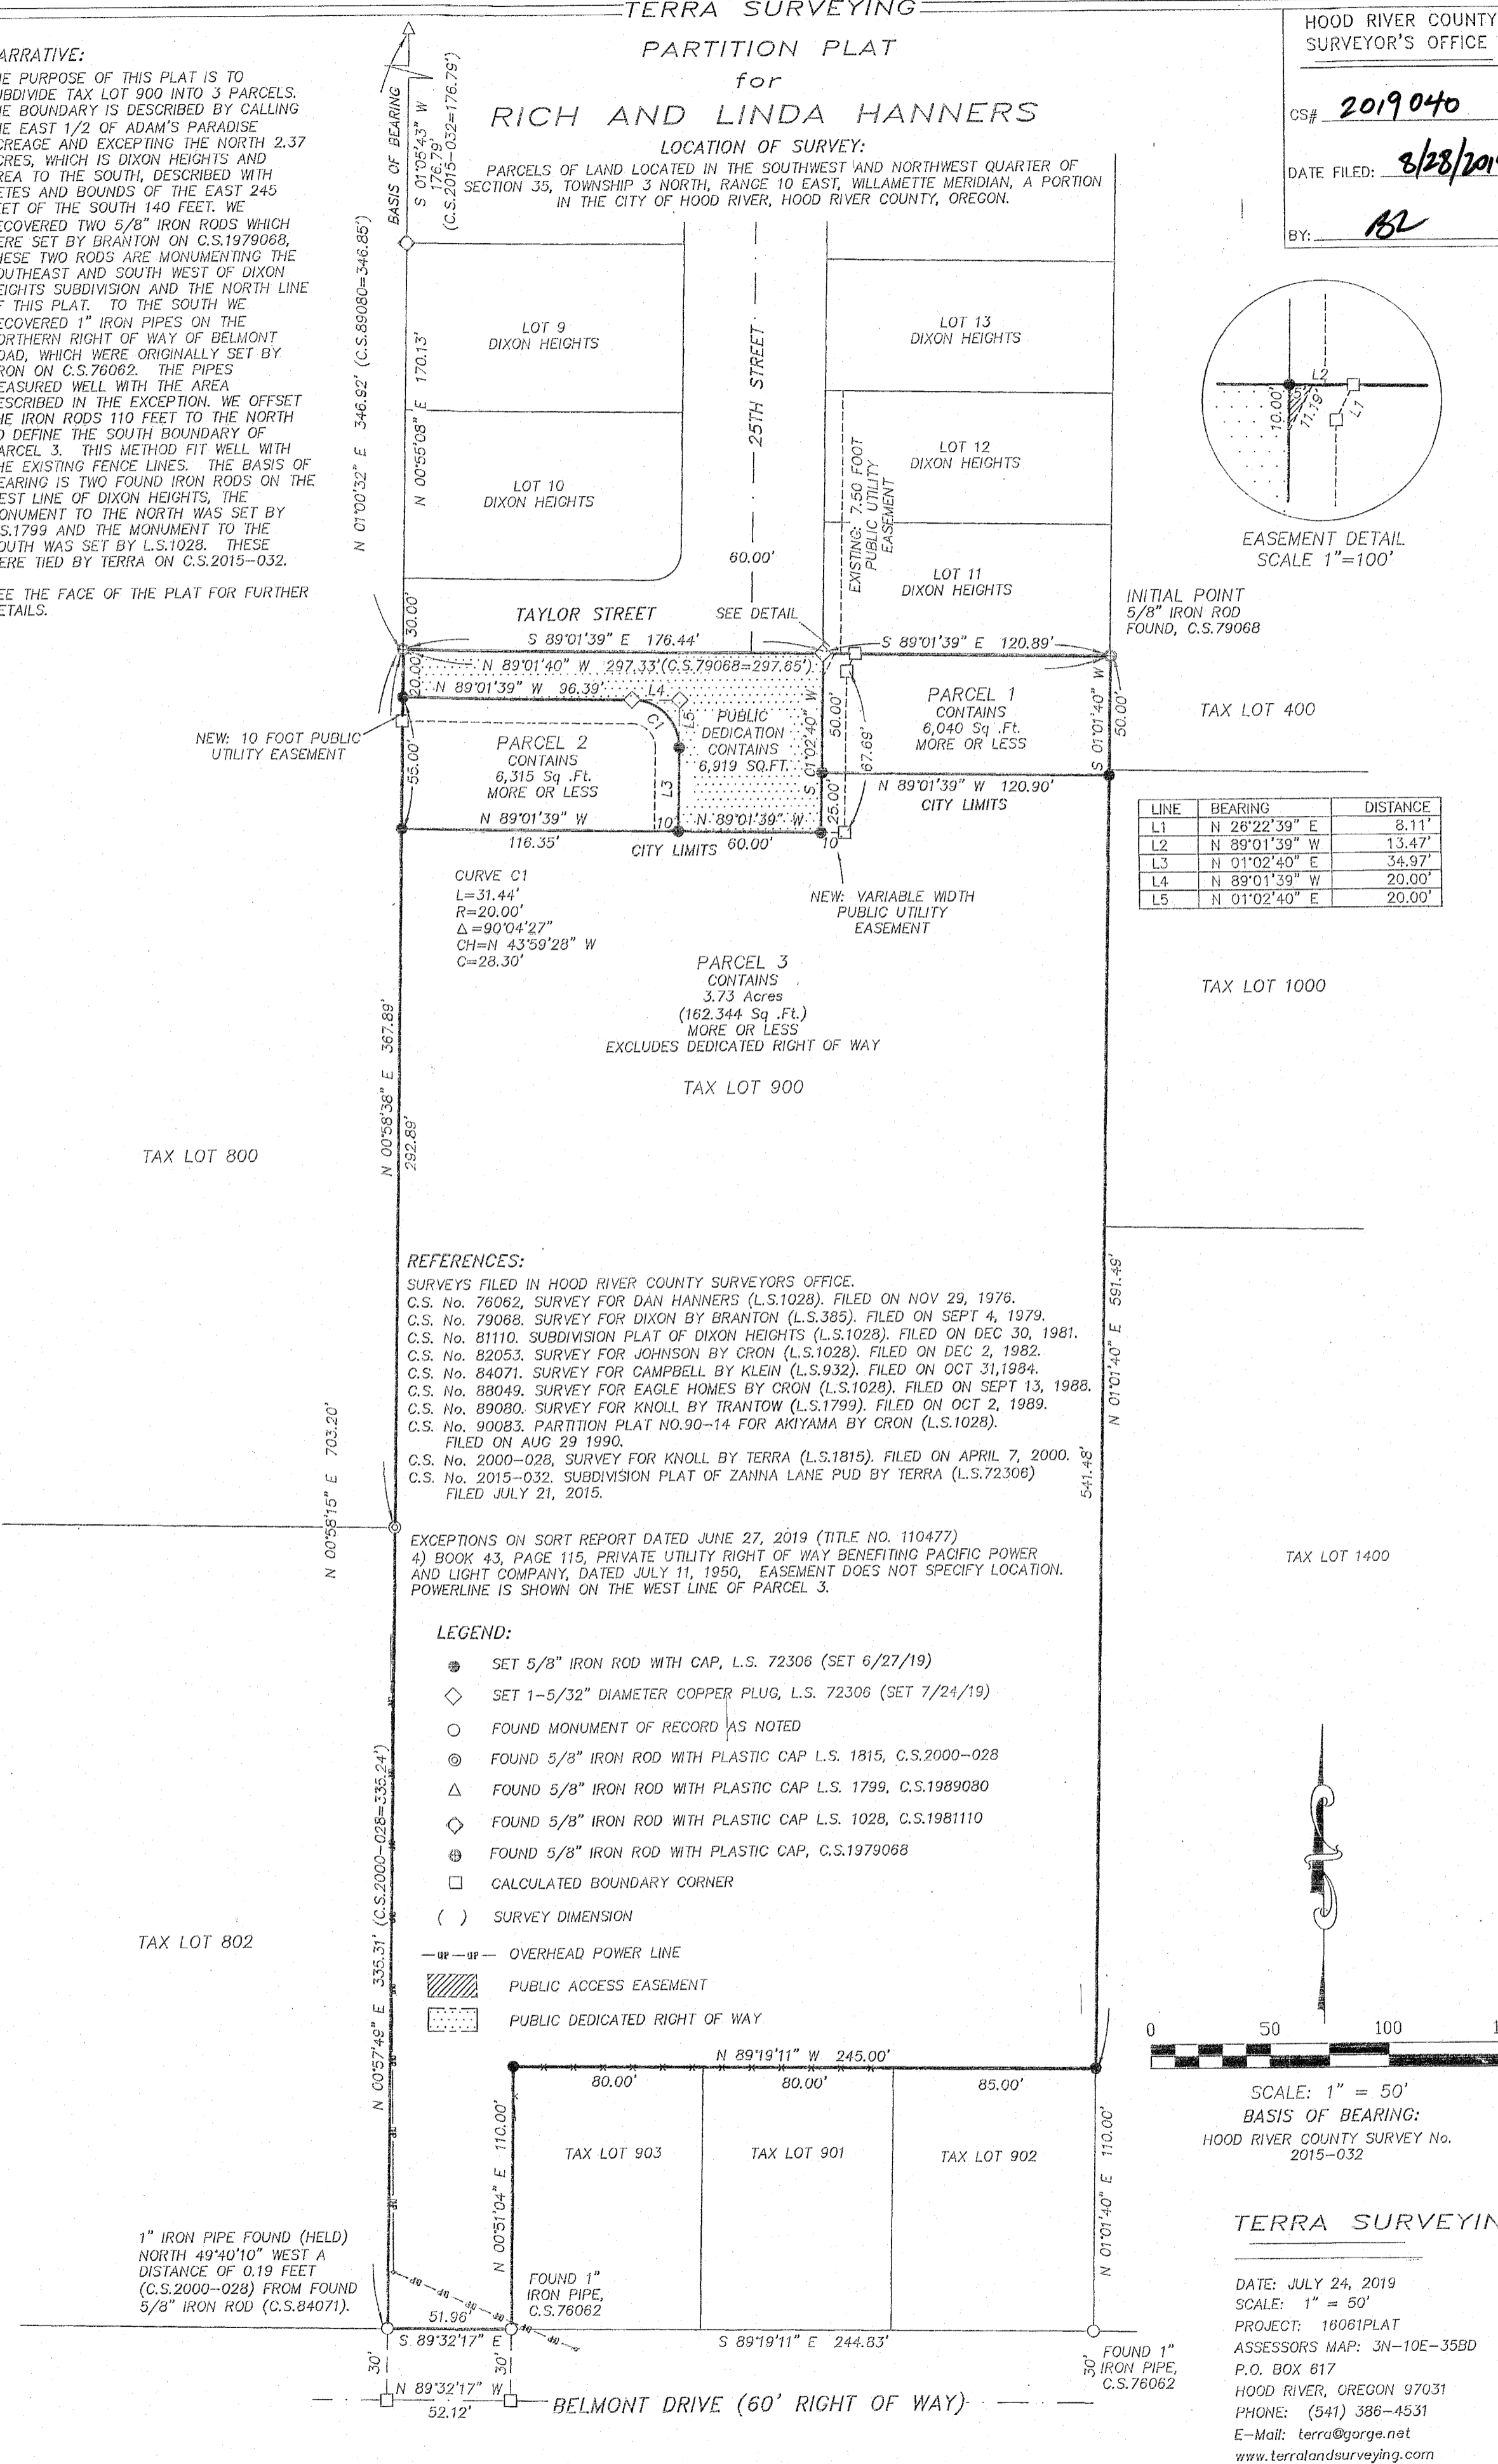 TERRA SURVEYING
PARTITION PLAT
for
RICH AND LINDA HANNERS
LOCATION OF SURVEY:
PARCELS OF LAND LOCATED IN THE SOUTHWEST AND NORTHWEST QUARTER OF
SECTION 35, TOWNSHIP 3 NORTH, RANGE 10 EAST, WILLAMETTE MERIDIAN, A PORTION
IN THE CITY OF HOOD RIVER, HOOD RIVER COUNTY, OREGON.
HOOD RIVER COUNTY
SURVEYOR'S OFFICE
CS# 2019040
DATE FILED: 8/28/201
BY: BL
ARRATIVE:
E PURPOSE OF THIS PLAT IS TO
BDIVIDE TAX LOT 900 INTO 3 PARCELS.
E BOUNDARY IS DESCRIBED BY CALLING
E EAST 1/2 OF ADAM'S PARADISE
CREAGE AND EXCEPTING THE NORTH 2.37
CRES, WHICH IS DIXON HEIGHTS AND
REA TO THE SOUTH, DESCRIBED WITH
ETES AND BOUNDS OF THE EAST 245
ET OF THE SOUTH 140 FEET. WE
ECOVERED TWO 5/8" IRON RODS WHICH
ERE SET BY BRANTON ON C.S.1979068,
HESE TWO RODS ARE MONUMENTING THE
OUTHEAST AND SOUTH WEST OF DIXON
EIGHTS SUBDIVISION AND THE NORTH LINE
F THIS PLAT. TO THE SOUTH WE
ECOVERED 1" IRON PIPES ON THE
ORTHERN RIGHT OF WAY OF BELMONT
OAD, WHICH WERE ORIGINALLY SET BY
RON ON C.S.76062. THE PIPES
EASURED WELL WITH THE AREA
ESCRIBED IN THE EXCEPTION. WE OFFSET
HE IRON RODS 110 FEET TO THE NORTH
O DEFINE THE SOUTH BOUNDARY OF
ARCEL 3. THIS METHOD FIT WELL WITH
HE EXISTING FENCE LINES. THE BASIS OF
EARING IS TWO FOUND IRON RODS ON THE
EST LINE OF DIXON HEIGHTS, THE
ONUMENT TO THE NORTH WAS SET BY
.S.1799 AND THE MONUMENT TO THE
OUTH WAS SET BY L.S.1028. THESE
ERE TIED BY TERRA ON C.S.2015-032.
EE THE FACE OF THE PLAT FOR FURTHER
ETAILS.
BASIS OF BEARING
S 01°05'43" W
176.79'
(C.S.2015-032=176.79')
N 01°00'32" E 346.92' (C.S.89080=346.85')
N 00°55'08" E 170.13'
LOT 9
DIXON HEIGHTS
LOT 10
DIXON HEIGHTS
25TH STREET
60.00'
LOT 13
DIXON HEIGHTS
LOT 12
DIXON HEIGHTS
LOT 11
DIXON HEIGHTS
EXISTING: 7.50 FOOT
PUBLIC UTILITY
EASEMENT
L2
10.00'
5'
11.19'
L1
EASEMENT DETAIL
SCALE 1"=100'
INITIAL POINT
5/8" IRON ROD
FOUND, C.S.79068
30.00'
TAYLOR STREET
SEE DETAIL
S 89°01'39" E 176.44'
S 89°01'39" E 120.89'
N 89°01'40" W 297.33'(C.S.79068=297.65')
20.00'
N 89°01'39" W 96.39'
L4
L5
C1
L3
NEW: 10 FOOT PUBLIC
UTILITY EASEMENT
55.00'
PARCEL 2
CONTAINS
6,315 Sq .Ft.
MORE OR LESS
N 89°01'39" W
116.35'
10'
PUBLIC
DEDICATION
CONTAINS
6,919 SQ.FT.
N 89°01'39" W
60.00'
CITY LIMITS
S 01°02'40" W
50.00'
25.00'
67.69'
10'
PARCEL 1
CONTAINS
6,040 Sq .Ft.
MORE OR LESS
S 01°01'40" W
50.00'
N 89°01'39" W 120.90'
CITY LIMITS
TAX LOT 400
LINE BEARING DISTANCE
L1 N 26°22'39" E 8.11'
L2 N 89°01'39" W 13.47'
L3 N 01°02'40" E 34.97'
L4 N 89°01'39" W 20.00'
L5 N 01°02'40" E 20.00'
CURVE C1
L=31.44'
R=20.00'
Δ=90°04'27"
CH=N 43°59'28" W
C=28.30'
NEW: VARIABLE WIDTH
PUBLIC UTILITY
EASEMENT
PARCEL 3
CONTAINS
3.73 Acres
(162.344 Sq .Ft.)
MORE OR LESS
EXCLUDES DEDICATED RIGHT OF WAY
TAX LOT 900
TAX LOT 1000
N 00°58'38" E 367.89'
292.89'
TAX LOT 800
REFERENCES:
SURVEYS FILED IN HOOD RIVER COUNTY SURVEYORS OFFICE.
C.S. No. 76062, SURVEY FOR DAN HANNERS (L.S.1028). FILED ON NOV 29, 1976.
C.S. No. 79068. SURVEY FOR DIXON BY BRANTON (L.S.385). FILED ON SEPT 4, 1979.
C.S. No. 81110. SUBDIVISION PLAT OF DIXON HEIGHTS (L.S.1028). FILED ON DEC 30, 1981.
C.S. No. 82053. SURVEY FOR JOHNSON BY CRON (L.S.1028). FILED ON DEC 2, 1982.
C.S. No. 84071. SURVEY FOR CAMPBELL BY KLEIN (L.S.932). FILED ON OCT 31,1984.
C.S. No. 88049. SURVEY FOR EAGLE HOMES BY CRON (L.S.1028). FILED ON SEPT 13, 1988.
C.S. No. 89080. SURVEY FOR KNOLL BY TRANTOW (L.S.1799). FILED ON OCT 2, 1989.
C.S. No. 90083. PARTITION PLAT NO.90-14 FOR AKIYAMA BY CRON (L.S.1028).
FILED ON AUG 29 1990.
C.S. No. 2000-028, SURVEY FOR KNOLL BY TERRA (L.S.1815). FILED ON APRIL 7, 2000.
C.S. No. 2015-032. SUBDIVISION PLAT OF ZANNA LANE PUD BY TERRA (L.S.72306)
FILED JULY 21, 2015.
N 01°01'40" E 591.49'
541.48'
N 00°58'15" E 703.20'
EXCEPTIONS ON SORT REPORT DATED JUNE 27, 2019 (TITLE NO. 110477)
4) BOOK 43, PAGE 115, PRIVATE UTILITY RIGHT OF WAY BENEFITING PACIFIC POWER
AND LIGHT COMPANY, DATED JULY 11, 1950, EASEMENT DOES NOT SPECIFY LOCATION.
POWERLINE IS SHOWN ON THE WEST LINE OF PARCEL 3.
TAX LOT 1400
LEGEND:
SET 5/8" IRON ROD WITH CAP, L.S. 72306 (SET 6/27/19)
SET 1-5/32" DIAMETER COPPER PLUG, L.S. 72306 (SET 7/24/19)
FOUND MONUMENT OF RECORD AS NOTED
FOUND 5/8" IRON ROD WITH PLASTIC CAP L.S. 1815, C.S.2000-028
FOUND 5/8" IRON ROD WITH PLASTIC CAP L.S. 1799, C.S.1989080
FOUND 5/8" IRON ROD WITH PLASTIC CAP L.S. 1028, C.S.1981110
FOUND 5/8" IRON ROD WITH PLASTIC CAP, C.S.1979068
CALCULATED BOUNDARY CORNER
( ) SURVEY DIMENSION
OVERHEAD POWER LINE
PUBLIC ACCESS EASEMENT
PUBLIC DEDICATED RIGHT OF WAY
TAX LOT 802
N 00°57'49" E 335.31' (C.S.2000-028=335.24')
N 89°19'11" W 245.00'
80.00' 80.00' 85.00'
N 00°51'04" E 110.00'
TAX LOT 903
TAX LOT 901
TAX LOT 902
N 01°01'40" E 110.00'
0 50 100 1
SCALE: 1" = 50'
BASIS OF BEARING:
HOOD RIVER COUNTY SURVEY No.
2015-032
1" IRON PIPE FOUND (HELD)
NORTH 49°40'10" WEST A
DISTANCE OF 0.19 FEET
(C.S.2000-028) FROM FOUND
5/8" IRON ROD (C.S.84071).
FOUND 1"
IRON PIPE,
C.S.76062
51.96'
S 89°32'17" E
S 89°19'11" E 244.83'
30'
30'
30'
FOUND 1"
IRON PIPE,
C.S.76062
N 89°32'17" W
52.12'
BELMONT DRIVE (60' RIGHT OF WAY)
TERRA SURVEYIN
DATE: JULY 24, 2019
SCALE: 1" = 50'
PROJECT: 16061PLAT
ASSESSORS MAP: 3N-10E-35BD
P.O. BOX 617
HOOD RIVER, OREGON 97031
PHONE: (541) 386-4531
E-Mail: terra@gorge.net
www.terralandsurveying.com